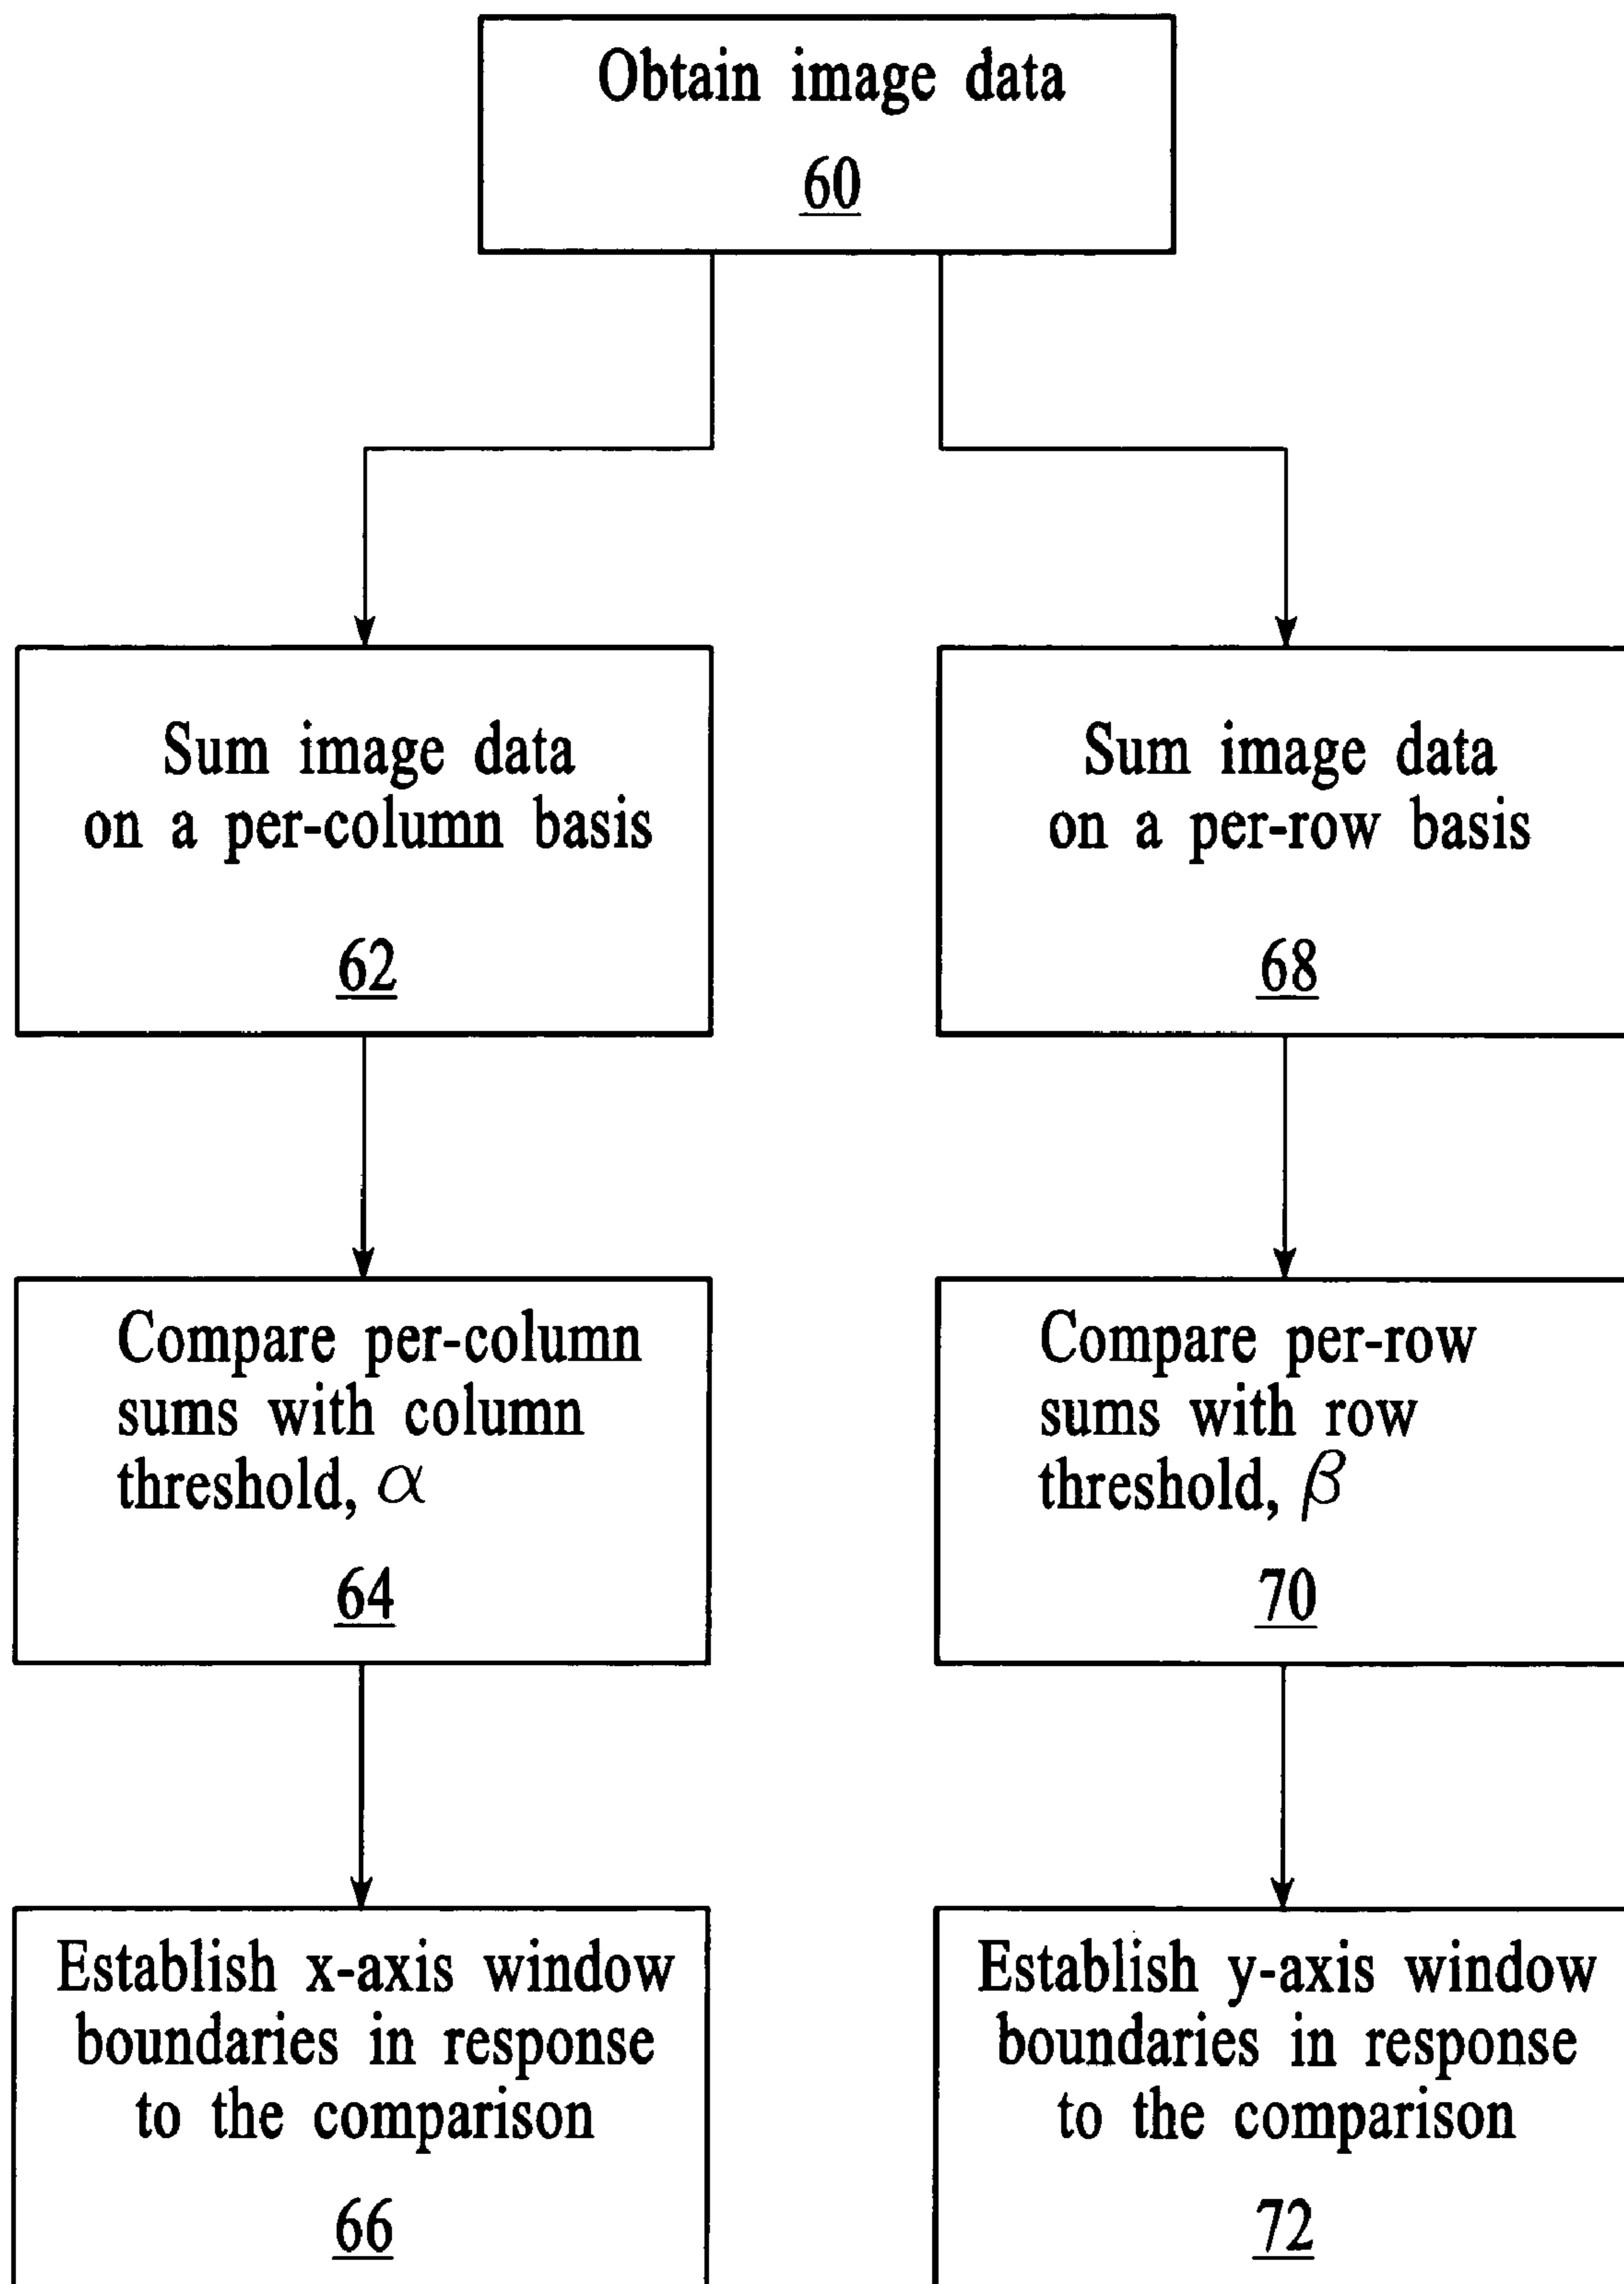 Obtain image data
60
Sum image data
on a per-column basis
62
Sum image data
on a per-row basis
68
Compare per-column
sums with column
threshold, α
64
Compare per-row
sums with row
threshold, β
70
Establish x-axis window
boundaries in response
to the comparison
66
Establish y-axis window
boundaries in response
to the comparison
72